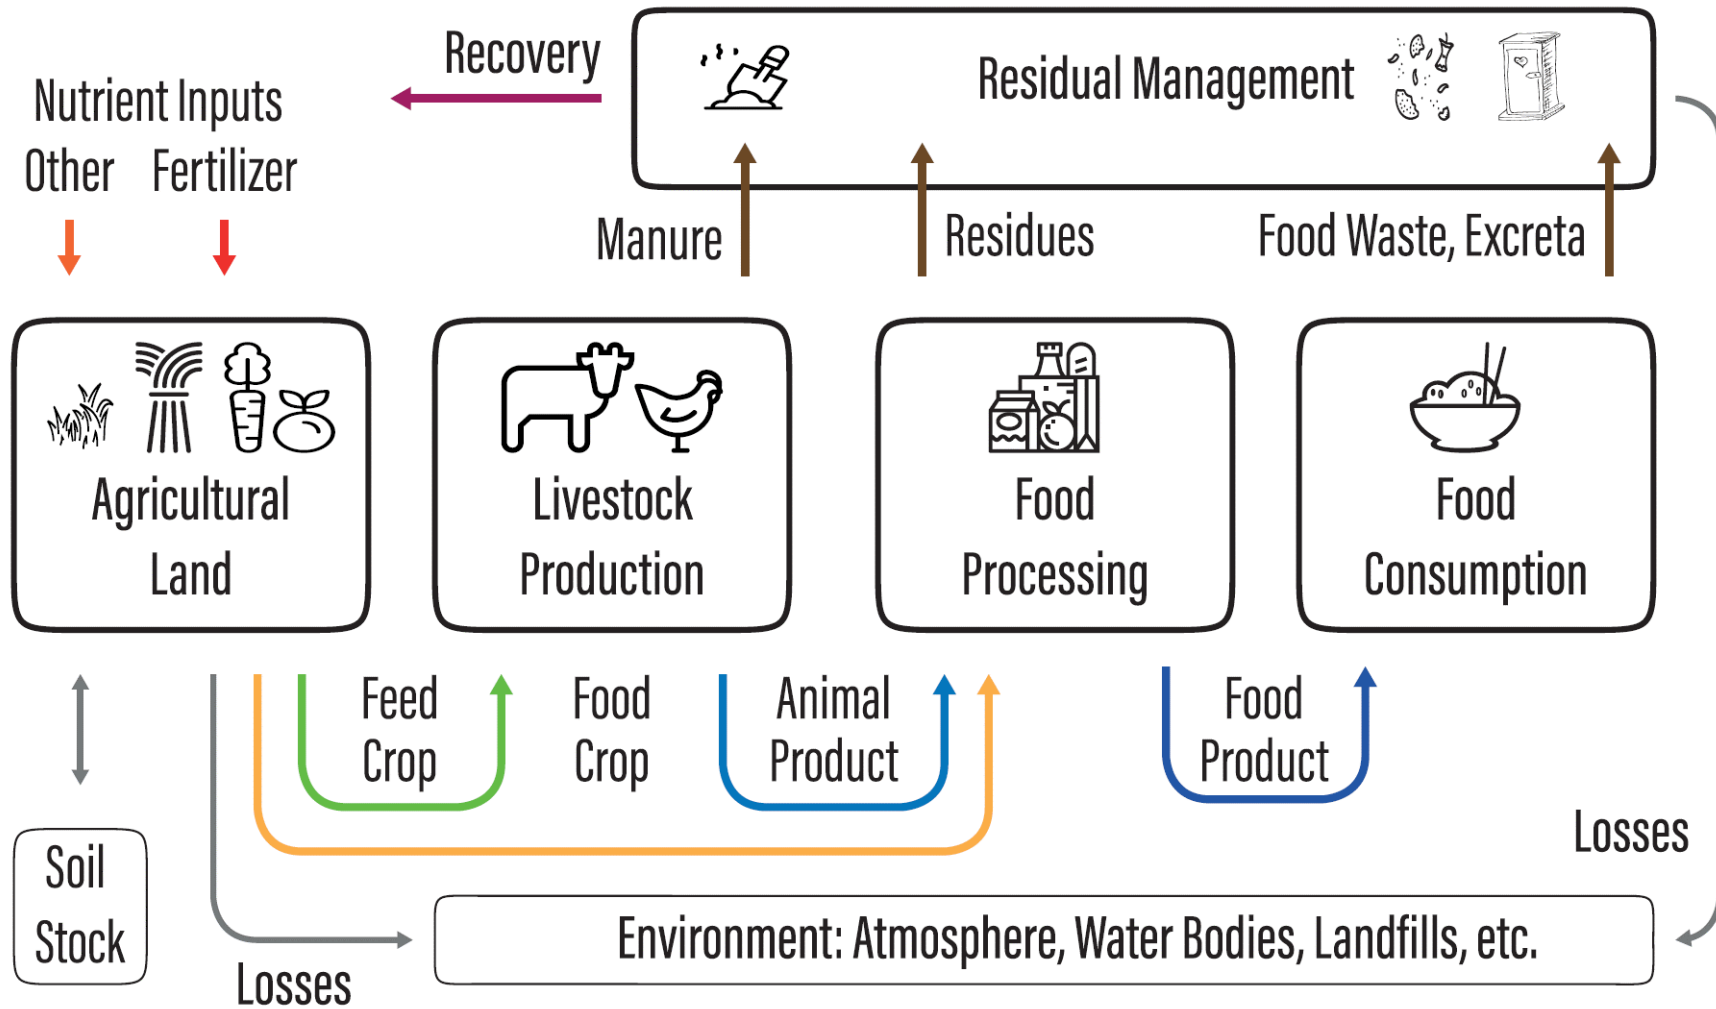 Recovery
Residual Management
Nutrient Inputs
Other
Fertilizer
Manure
Residues
Food Waste, Excreta
Agricultural
Land
Livestock
Production
Food
Processing
Food
Consumption
Feed
Crop
Food
Crop
Animal
Product
Food
Product
Losses
Soil
Stock
Environment: Atmosphere, Water Bodies, Landfills, etc.
Losses